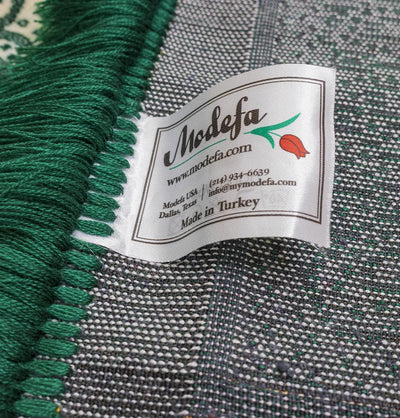 Modefa
www.modefa.com
Modefa USA | (214) 934-6639
Dallas, Texas | info@mymodefa.com
Made in Turkey